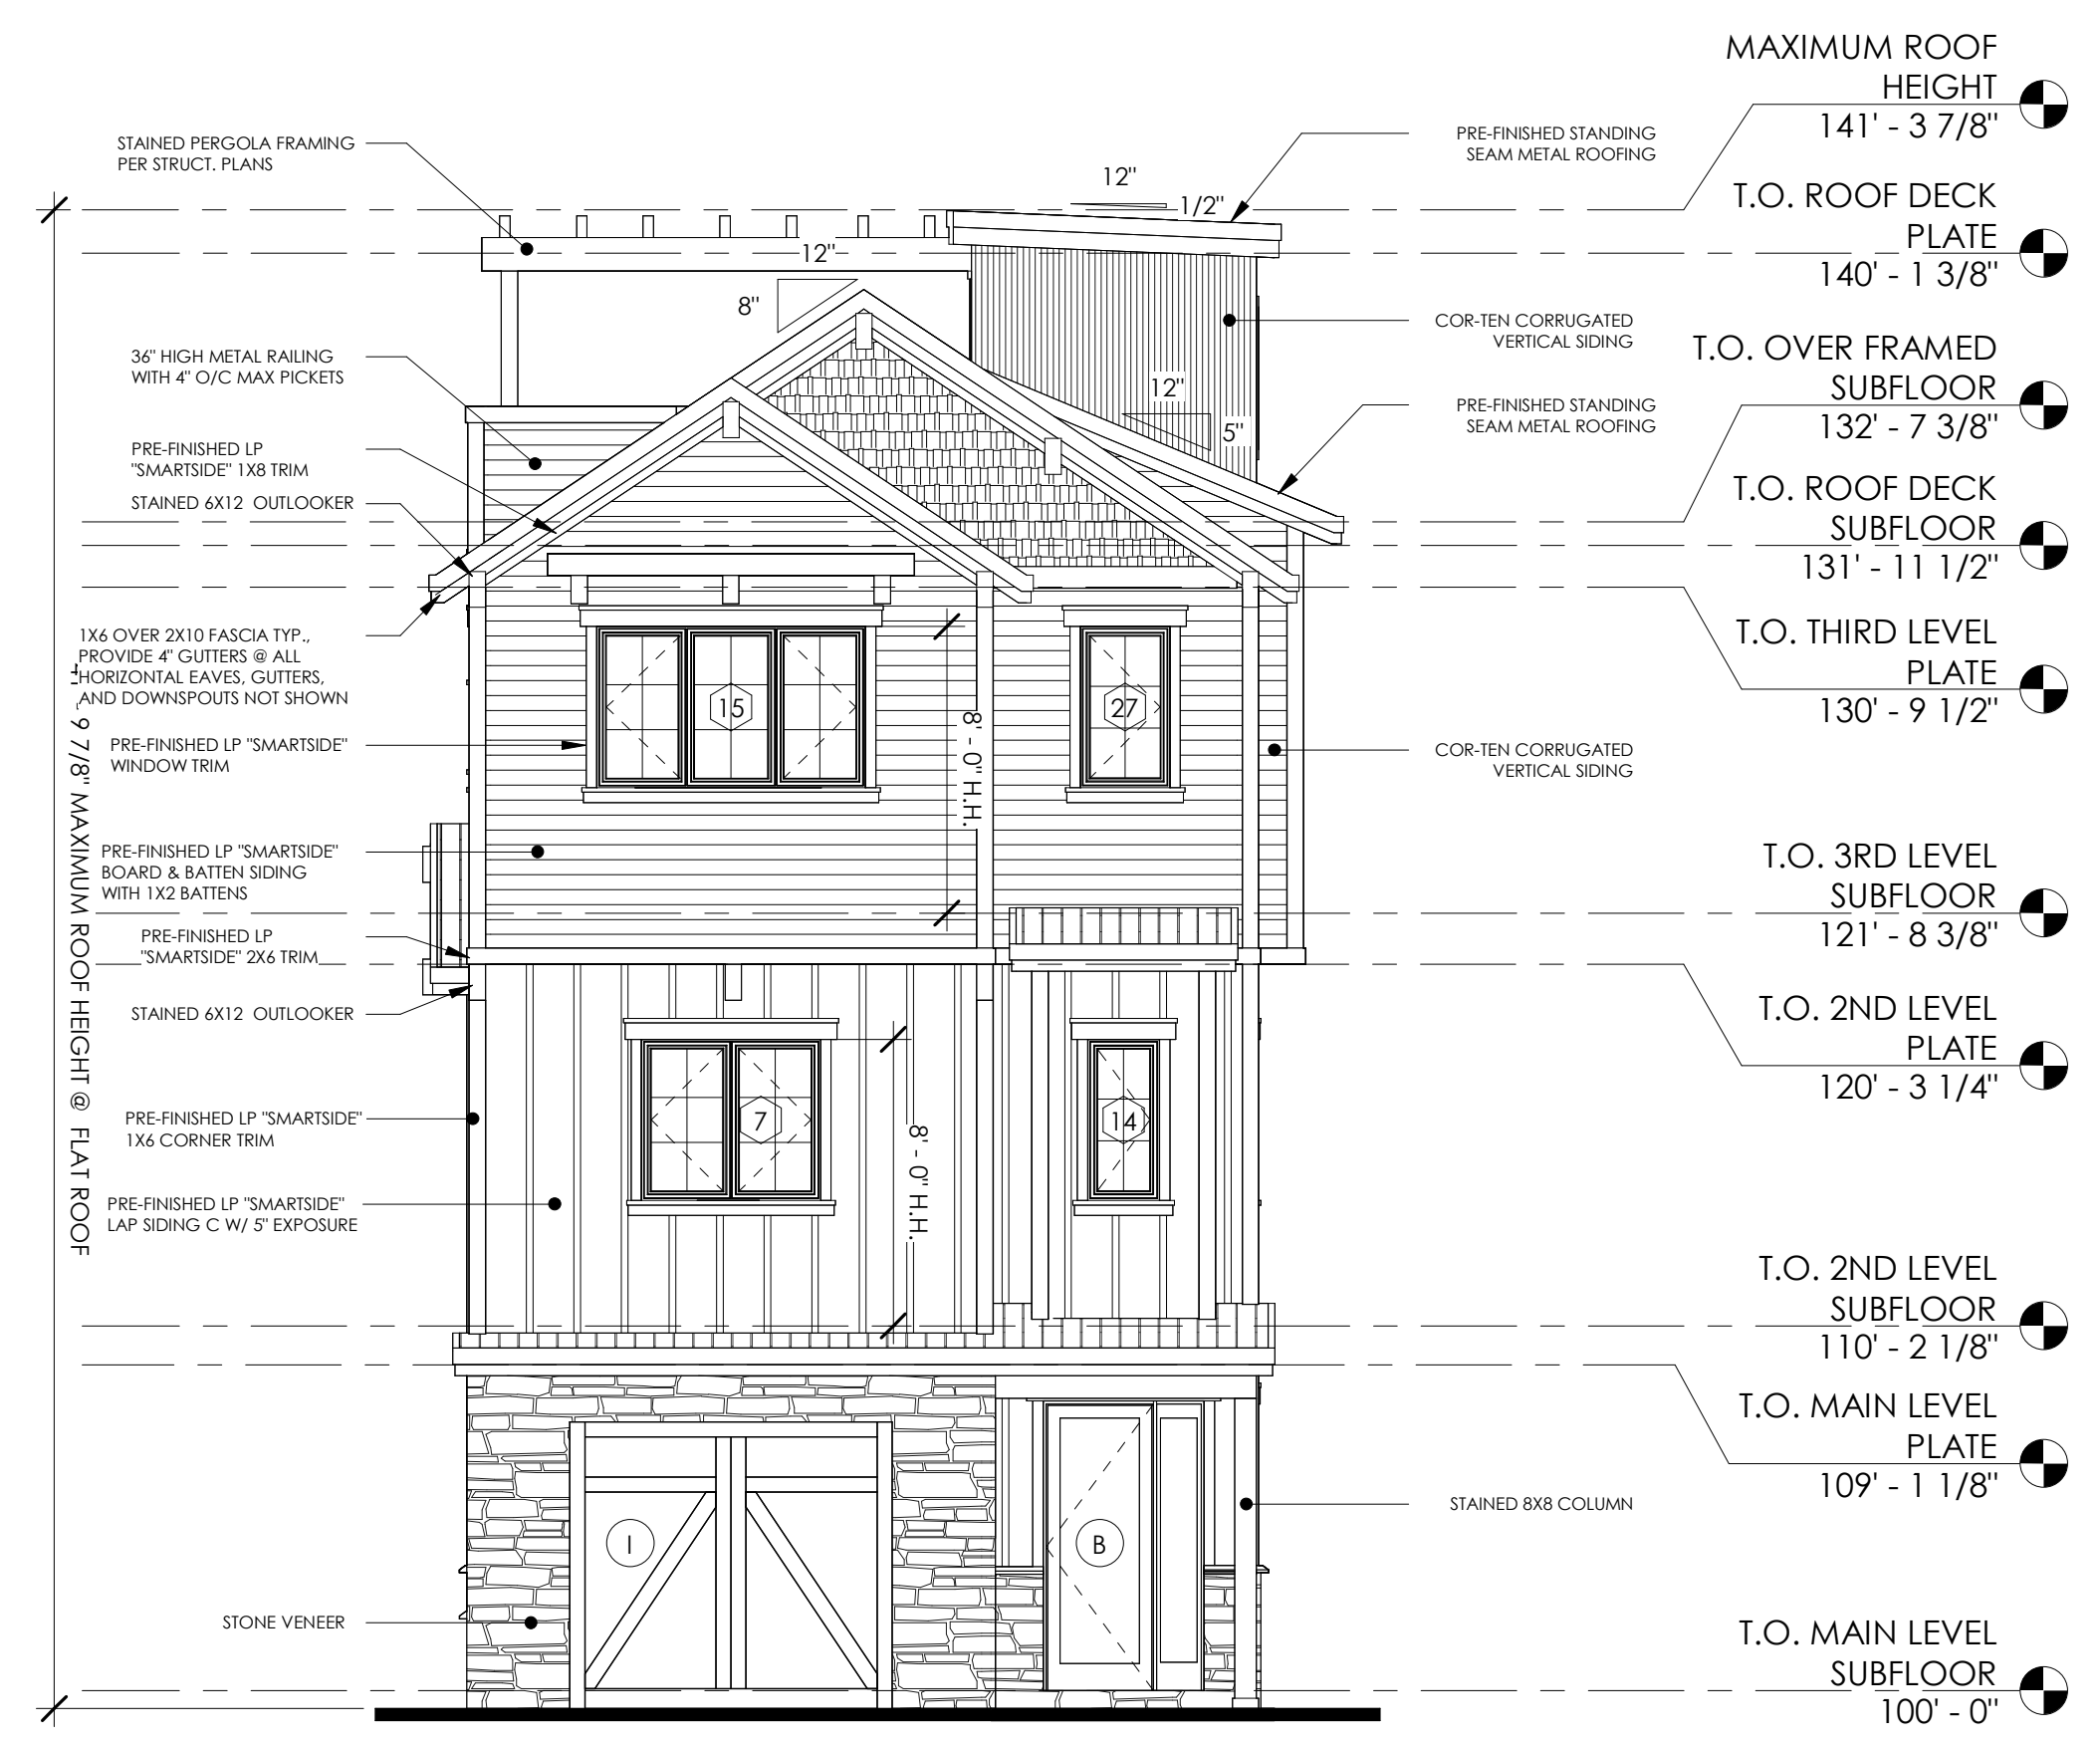 MAXIMUM ROOF
HEIGHT
141' - 3 7/8"
T.O. ROOF DECK
PLATE
140' - 1 3/8"
T.O. OVER FRAMED
SUBFLOOR
132' - 7 3/8"
T.O. ROOF DECK
SUBFLOOR
131' - 11 1/2"
T.O. THIRD LEVEL
PLATE
130' - 9 1/2"
T.O. 3RD LEVEL
SUBFLOOR
121' - 8 3/8"
T.O. 2ND LEVEL
PLATE
120' - 3 1/4"
T.O. 2ND LEVEL
SUBFLOOR
110' - 2 1/8"
T.O. MAIN LEVEL
PLATE
109' - 1 1/8"
T.O. MAIN LEVEL
SUBFLOOR
100' - 0"
STAINED PERGOLA FRAMING
PER STRUCT. PLANS
36" HIGH METAL RAILING
WITH 4" O/C MAX PICKETS
PRE-FINISHED LP
"SMARTSIDE" 1X8 TRIM
STAINED 6X12 OUTLOOKER
1X6 OVER 2X10 FASCIA TYP.,
PROVIDE 4" GUTTERS @ ALL
HORIZONTAL EAVES, GUTTERS,
AND DOWNSPOUTS NOT SHOWN
PRE-FINISHED LP "SMARTSIDE"
WINDOW TRIM
PRE-FINISHED LP "SMARTSIDE"
BOARD & BATTEN SIDING
WITH 1X2 BATTENS
PRE-FINISHED LP
"SMARTSIDE" 2X6 TRIM
STAINED 6X12 OUTLOOKER
PRE-FINISHED LP "SMARTSIDE"
1X6 CORNER TRIM
PRE-FINISHED LP "SMARTSIDE"
LAP SIDING C W/ 5" EXPOSURE
STONE VENEER
9 7/8" MAXIMUM ROOF HEIGHT @ FLAT ROOF
12"
1/2"
12"
8"
12"
5"
15
27
8' - 0" H.H.
7
14
8' - 0" H.H.
I
B
PRE-FINISHED STANDING
SEAM METAL ROOFING
COR-TEN CORRUGATED
VERTICAL SIDING
PRE-FINISHED STANDING
SEAM METAL ROOFING
COR-TEN CORRUGATED
VERTICAL SIDING
STAINED 8X8 COLUMN